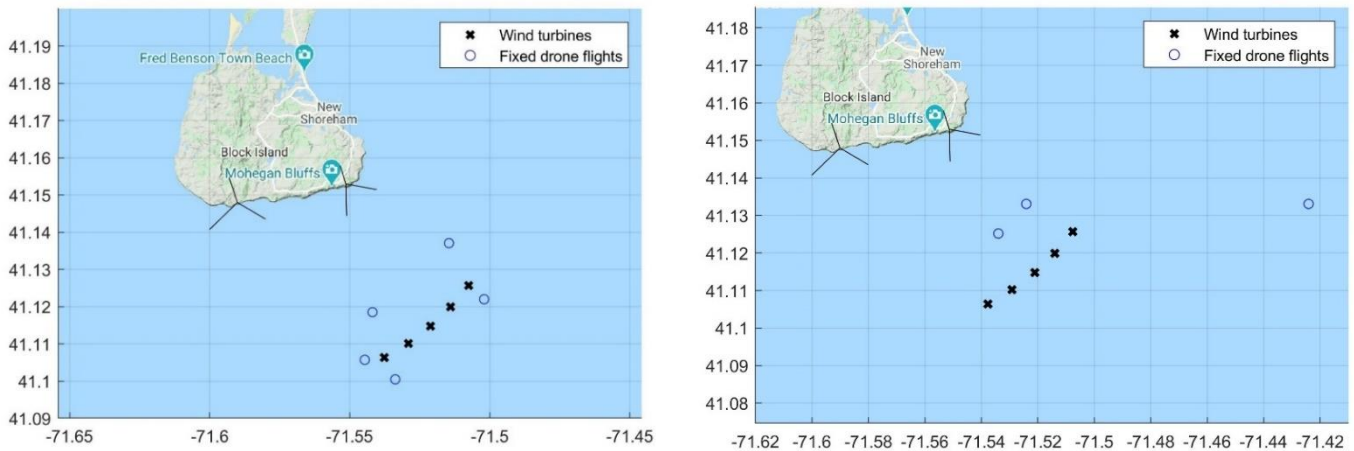 41.19
41.18
41.17
41.16
41.15
41.14
41.13
41.12
41.11
41.1
41.09
-71.65
-71.6
-71.55
-71.5
-71.45
Fred Benson Town Beach
New
Shoreham
Block Island
Mohegan Bluffs
Wind turbines
Fixed drone flights
41.18
41.17
41.16
41.15
41.14
41.13
41.12
41.11
41.1
41.09
41.08
-71.62
-71.6
-71.58
-71.56
-71.54
-71.52
-71.5
-71.48
-71.46
-71.44
-71.42
New
Shoreham
Block Island
Mohegan Bluffs
Wind turbines
Fixed drone flights